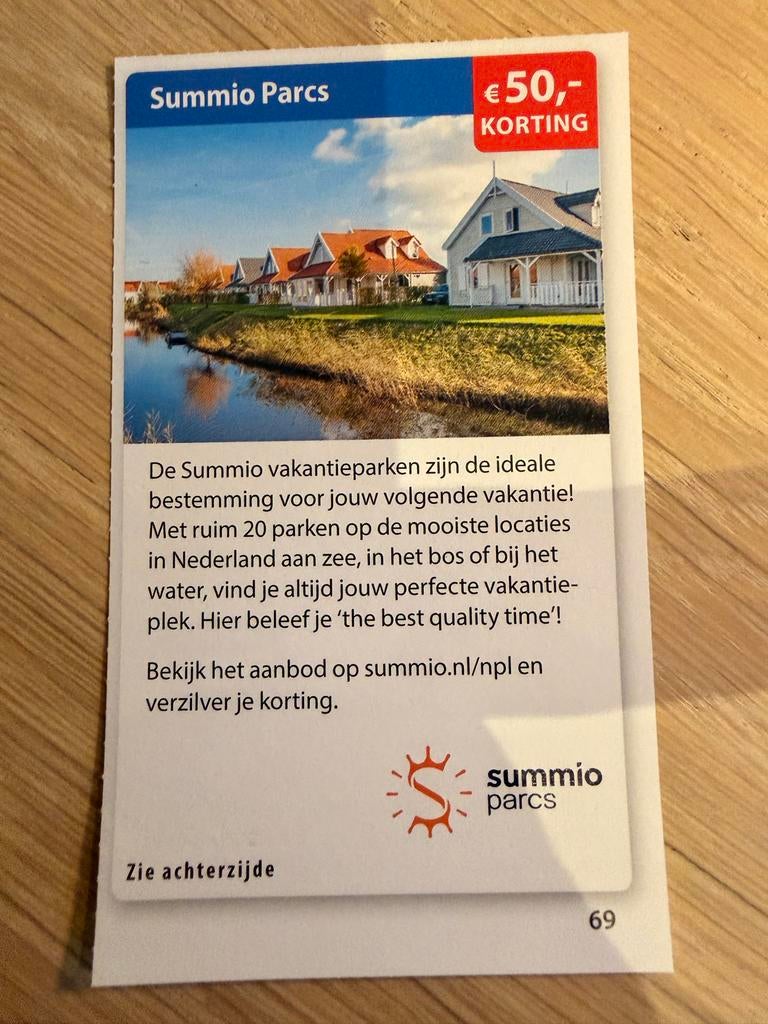 Summio Parcs
€ 50,-
KORTING
De Summio vakantieparken zijn de ideale
bestemming voor jouw volgende vakantie!
Met ruim 20 parken op de mooiste locaties
in Nederland aan zee, in het bos of bij het
water, vind je altijd jouw perfecte vakantie-
plek. Hier beleef je ‘the best quality time’!
Bekijk het aanbod op summio.nl/npl en
verzilver je korting.
summio
parcs
Zie achterzijde
69